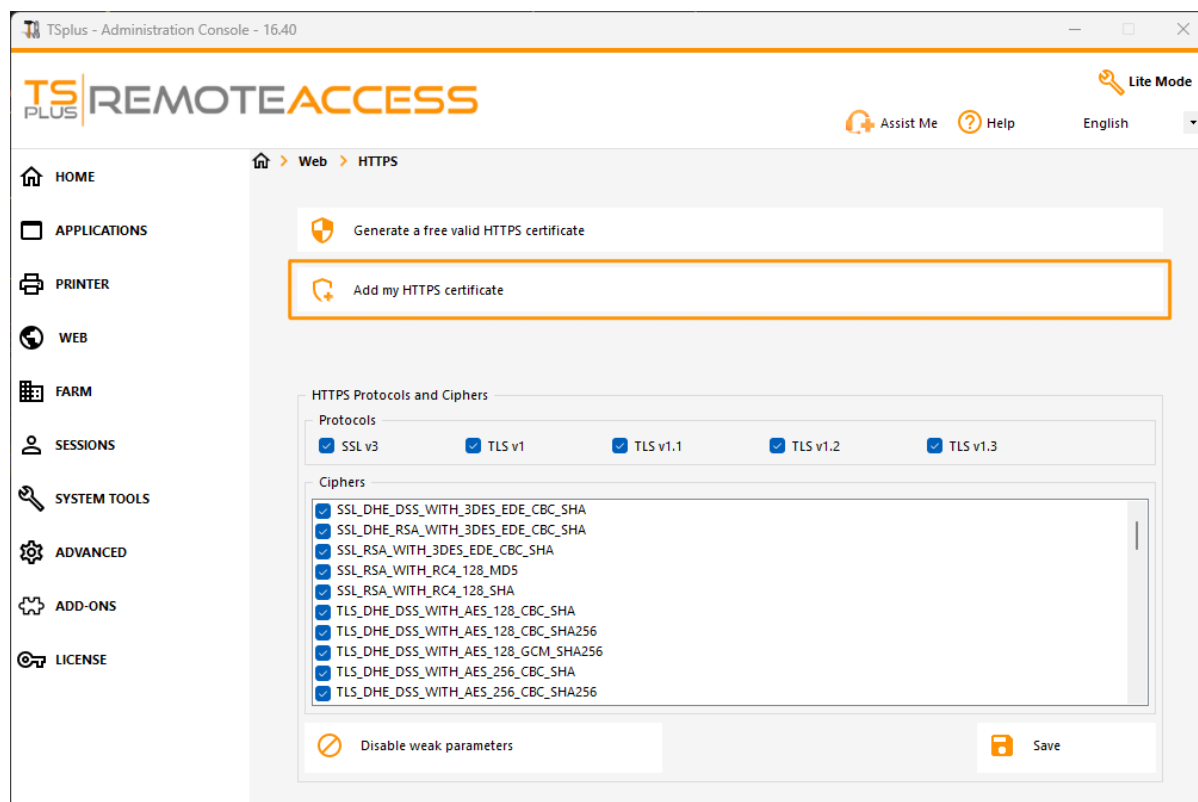 TSplus - Administration Console - 16.40
TS PLUS REMOTEACCESS
Lite Mode
Assist Me
Help
English
Web > HTTPS
HOME
APPLICATIONS
PRINTER
WEB
FARM
SESSIONS
SYSTEM TOOLS
ADVANCED
ADD-ONS
LICENSE
Generate a free valid HTTPS certificate
Add my HTTPS certificate
HTTPS Protocols and Ciphers
Protocols
SSL v3 TLS v1 TLS v1.1 TLS v1.2 TLS v1.3
Ciphers
SSL_DHE_DSS_WITH_3DES_EDE_CBC_SHA
SSL_DHE_RSA_WITH_3DES_EDE_CBC_SHA
SSL_RSA_WITH_3DES_EDE_CBC_SHA
SSL_RSA_WITH_RC4_128_MD5
SSL_RSA_WITH_RC4_128_SHA
TLS_DHE_DSS_WITH_AES_128_CBC_SHA
TLS_DHE_DSS_WITH_AES_128_CBC_SHA256
TLS_DHE_DSS_WITH_AES_128_GCM_SHA256
TLS_DHE_DSS_WITH_AES_256_CBC_SHA
TLS_DHE_DSS_WITH_AES_256_CBC_SHA256
Disable weak parameters
Save